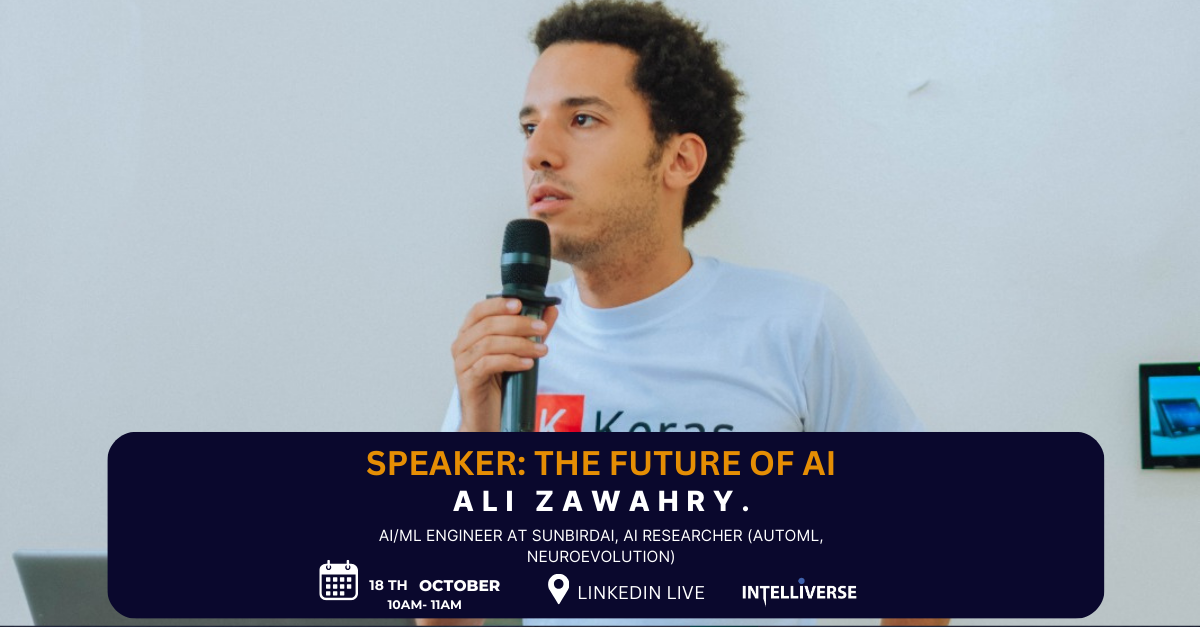 K Keras
SPEAKER: THE FUTURE OF AI
ALI ZAWAHRY.
AI/ML ENGINEER AT SUNBIRDAI, AI RESEARCHER (AUTOML,
NEUROEVOLUTION)
18 TH OCTOBER
10AM- 11AM
LINKEDIN LIVE
INTELLIVERSE